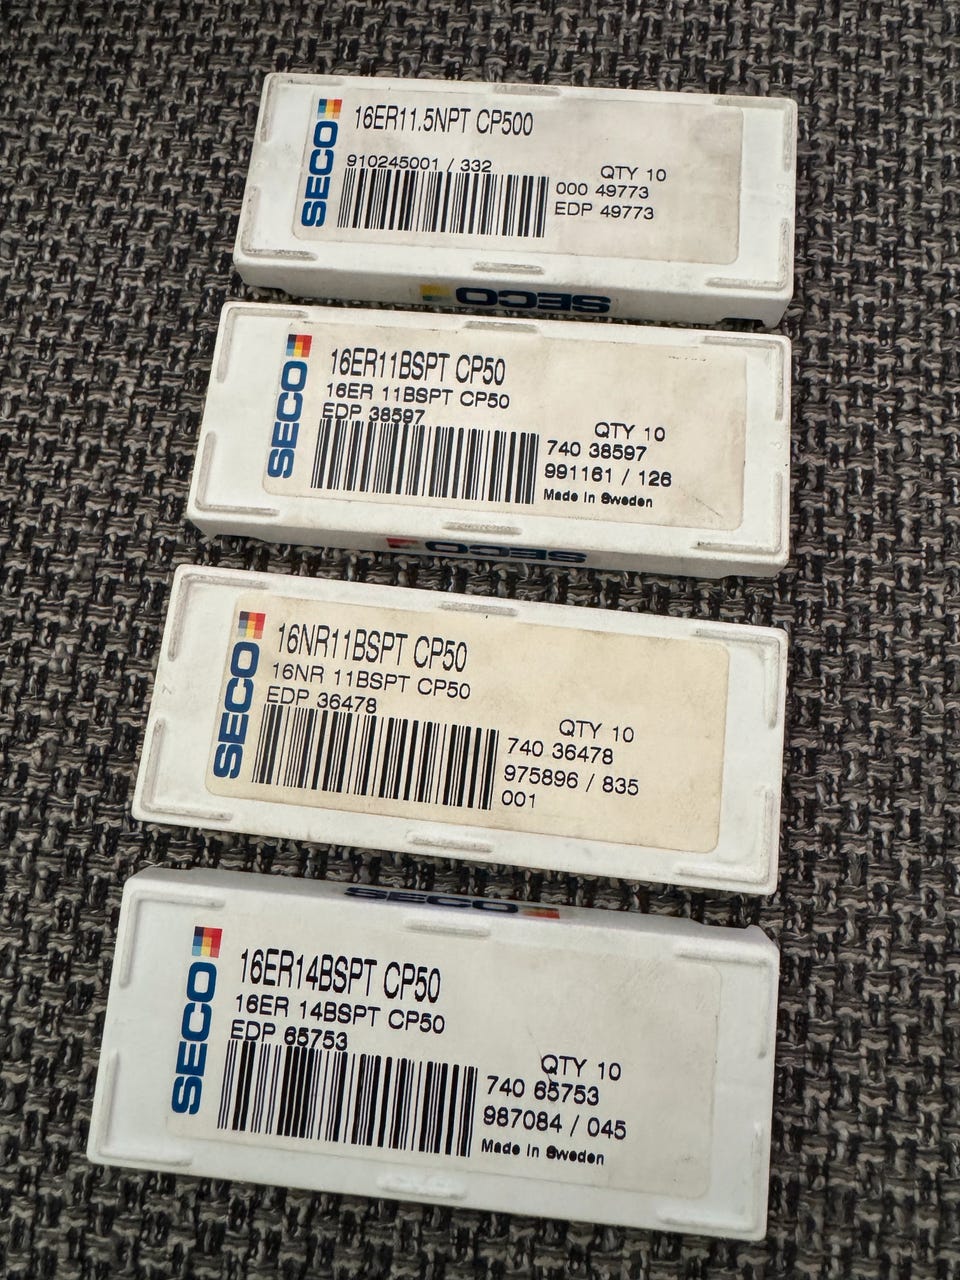 SECO
16ER11.5NPT CP500
910245001 / 332
QTY 10
000 49773
EDP 49773
SECO
SECO
16ER11BSPT CP50
16ER 11BSPT CP50
EDP 38597
QTY 10
740 38597
991161 / 126
Made in Sweden
SECO
SECO
16NR11BSPT CP50
16NR 11BSPT CP50
EDP 36478
QTY 10
740 36478
975896 / 835
001
SECO
SECO
16ER14BSPT CP50
16ER 14BSPT CP50
EDP 65753
QTY 10
740 65753
987084 / 045
Made in Sweden